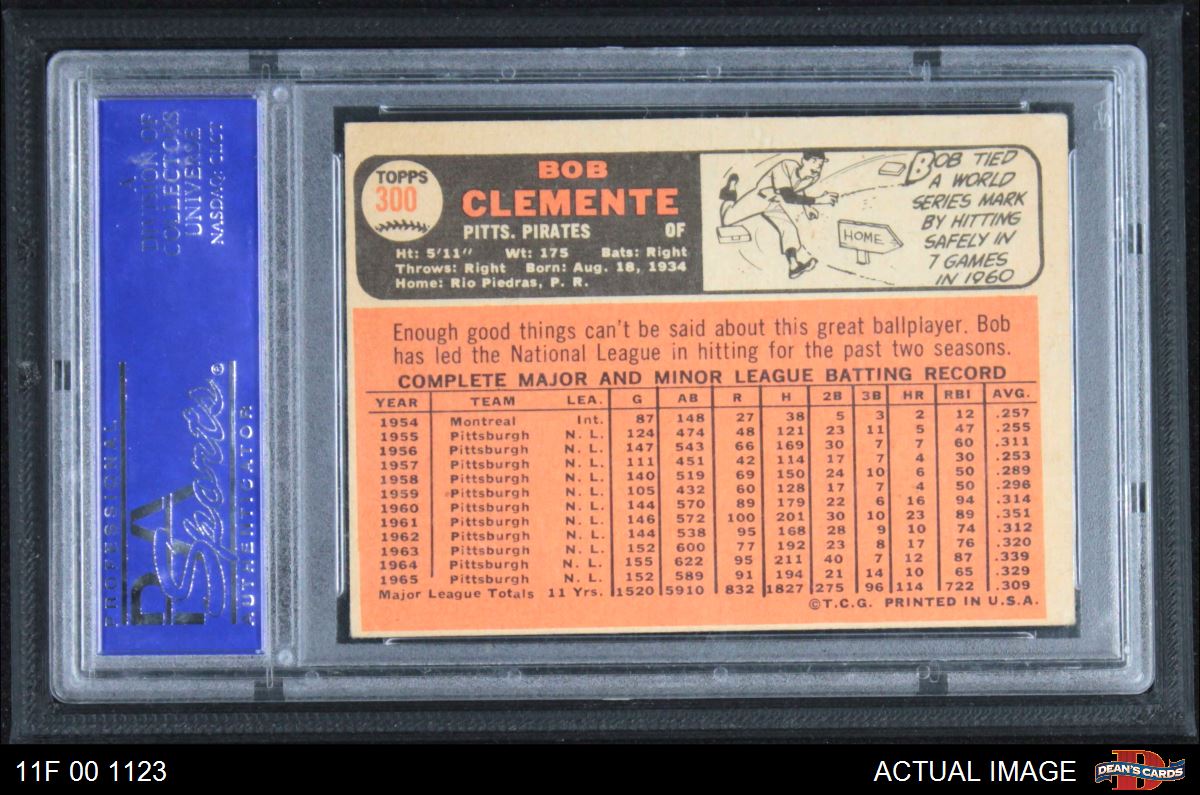 A
DIVISION OF
COLLECTORS
UNIVERSE
NASDAQ: CLCT
PROFESSIONAL
PSA
Sports®
AUTHENTICATOR
TOPPS
300
BOB
CLEMENTE
PITTS. PIRATES OF
Ht: 5'11" Wt: 175 Bats: Right
Throws: Right Born: Aug. 18, 1934
Home: Rio Piedras, P. R.
HOME
BOB TIED
A WORLD
SERIES MARK
BY HITTING
SAFELY IN
7 GAMES
IN 1960
Enough good things can't be said about this great ballplayer. Bob
has led the National League in hitting for the past two seasons.
COMPLETE MAJOR AND MINOR LEAGUE BATTING RECORD
YEAR TEAM LEA. G AB R H 2B 3B HR RBI AVG.
1954 Montreal Int. 87 148 27 38 5 3 2 12 .257
1955 Pittsburgh N. L. 124 474 48 121 23 11 5 47 .255
1956 Pittsburgh N. L. 147 543 66 169 30 7 7 60 .311
1957 Pittsburgh N. L. 111 451 42 114 17 7 4 30 .253
1958 Pittsburgh N. L. 140 519 69 150 24 10 6 50 .289
1959 Pittsburgh N. L. 105 432 60 128 17 7 4 50 .296
1960 Pittsburgh N. L. 144 570 89 179 22 6 16 94 .314
1961 Pittsburgh N. L. 146 572 100 201 30 10 23 89 .351
1962 Pittsburgh N. L. 144 538 95 168 28 9 10 74 .312
1963 Pittsburgh N. L. 152 600 77 192 23 8 17 76 .320
1964 Pittsburgh N. L. 155 622 95 211 40 7 12 87 .339
1965 Pittsburgh N. L. 152 589 91 194 21 14 10 65 .329
Major League Totals 11 Yrs. 1520 5910 832 1827 275 96 114 722 .309
©T.C.G. PRINTED IN U.S.A.
11F 00 1123
ACTUAL IMAGE
D
DEAN'S CARDS